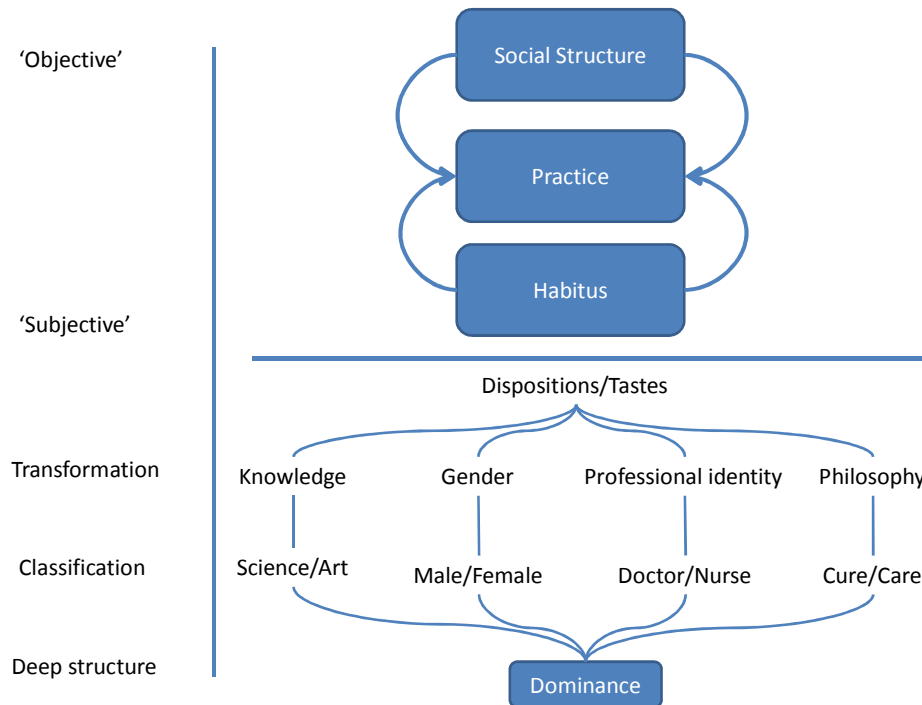 ‘Objective’
Social Structure
Practice
Habitus
‘Subjective’
Dispositions/Tastes
Transformation
Knowledge
Gender
Professional identity
Philosophy
Classification
Science/Art
Male/Female
Doctor/Nurse
Cure/Care
Deep structure
Dominance